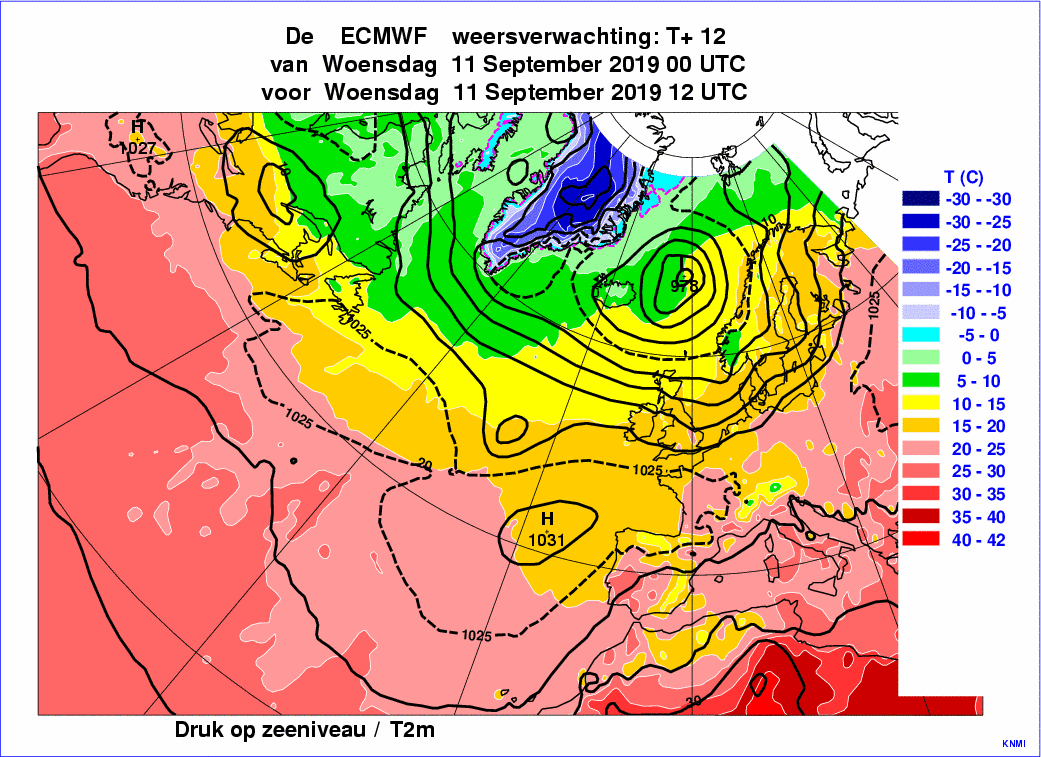 De ECMWF weersverwachting: T+ 12
van Woensdag 11 September 2019 00 UTC
voor Woensdag 11 September 2019 12 UTC
H
1027
10
978
1025
1025
1025
20
1025
H
1031
1025
30
T (C)
-30 - -30
-30 - -25
-25 - -20
-20 - -15
-15 - -10
-10 - -5
-5 - 0
0 - 5
5 - 10
10 - 15
15 - 20
20 - 25
25 - 30
30 - 35
35 - 40
40 - 42
Druk op zeeniveau / T2m
KNMI